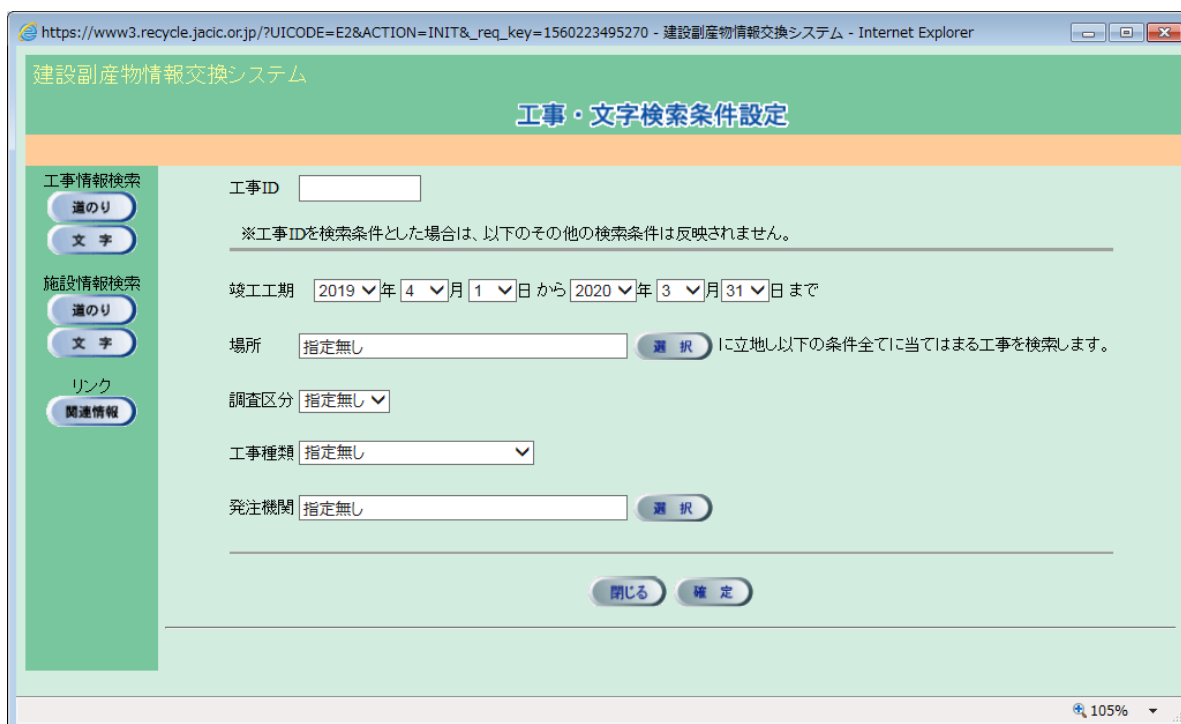 https://www3.recycle.jacic.or.jp/?UICODE=E2&ACTION=INIT&_req_key=1560223495270 - 建設副産物情報交換システム - Internet Explorer
建設副産物情報交換システム
工事・文字検索条件設定
工事情報検索
道のり
文 字
施設情報検索
道のり
文 字
リンク
関連情報
工事ID
※工事IDを検索条件とした場合は、以下のその他の検索条件は反映されません。
竣工工期 2019 年 4 月 1 日 から 2020 年 3 月 31 日 まで
場所 指定無し 選 択 に立地し以下の条件全てに当てはまる工事を検索します。
調査区分 指定無し
工事種類 指定無し
発注機関 指定無し 選 択
閉じる 確 定
105%